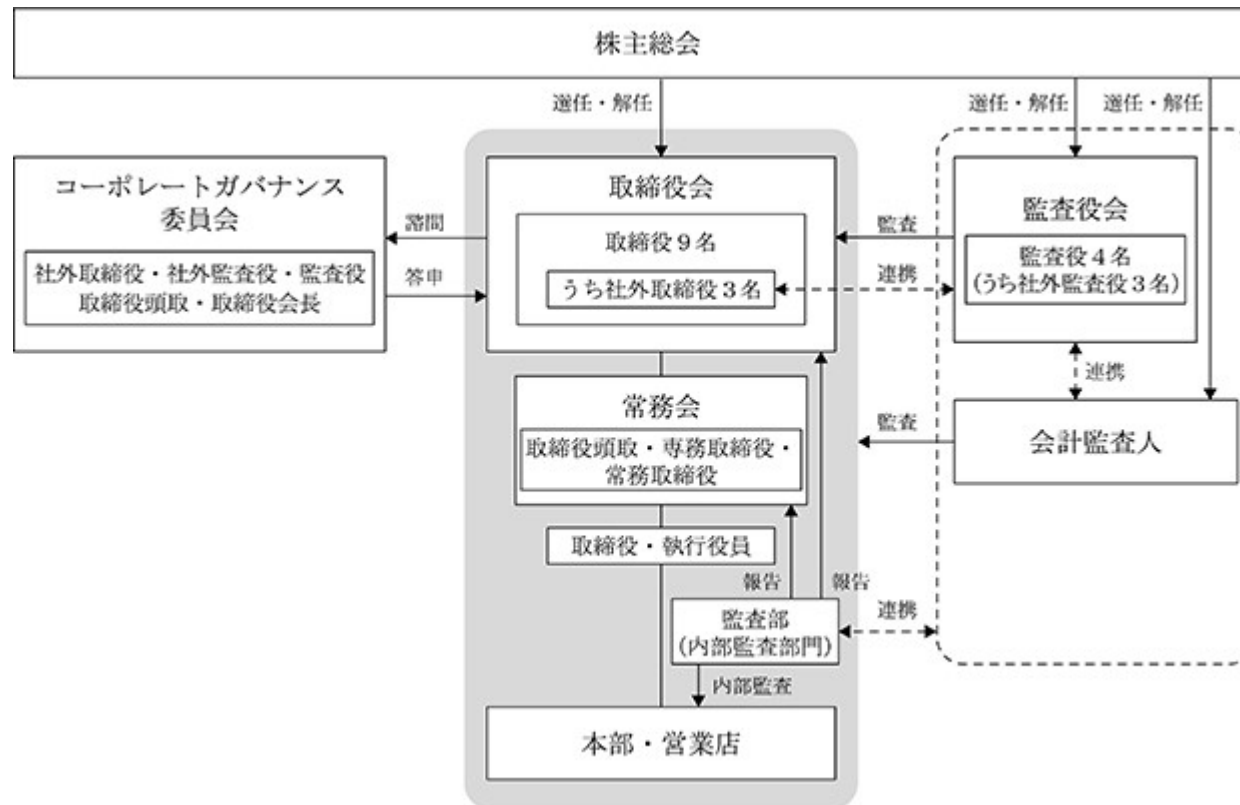 株主総会
選任・解任
選任・解任
選任・解任
コーポレートガバナンス
委員会
社外取締役・社外監査役・監査役
取締役頭取・取締役会長
諮問
答申
取締役会
取締役9名
うち社外取締役3名
監査
連携
監査役会
監査役4名
(うち社外監査役3名)
連携
常務会
取締役頭取・専務取締役・
常務取締役
監査
会計監査人
取締役・執行役員
報告
報告
監査部
(内部監査部門)
連携
内部監査
本部・営業店